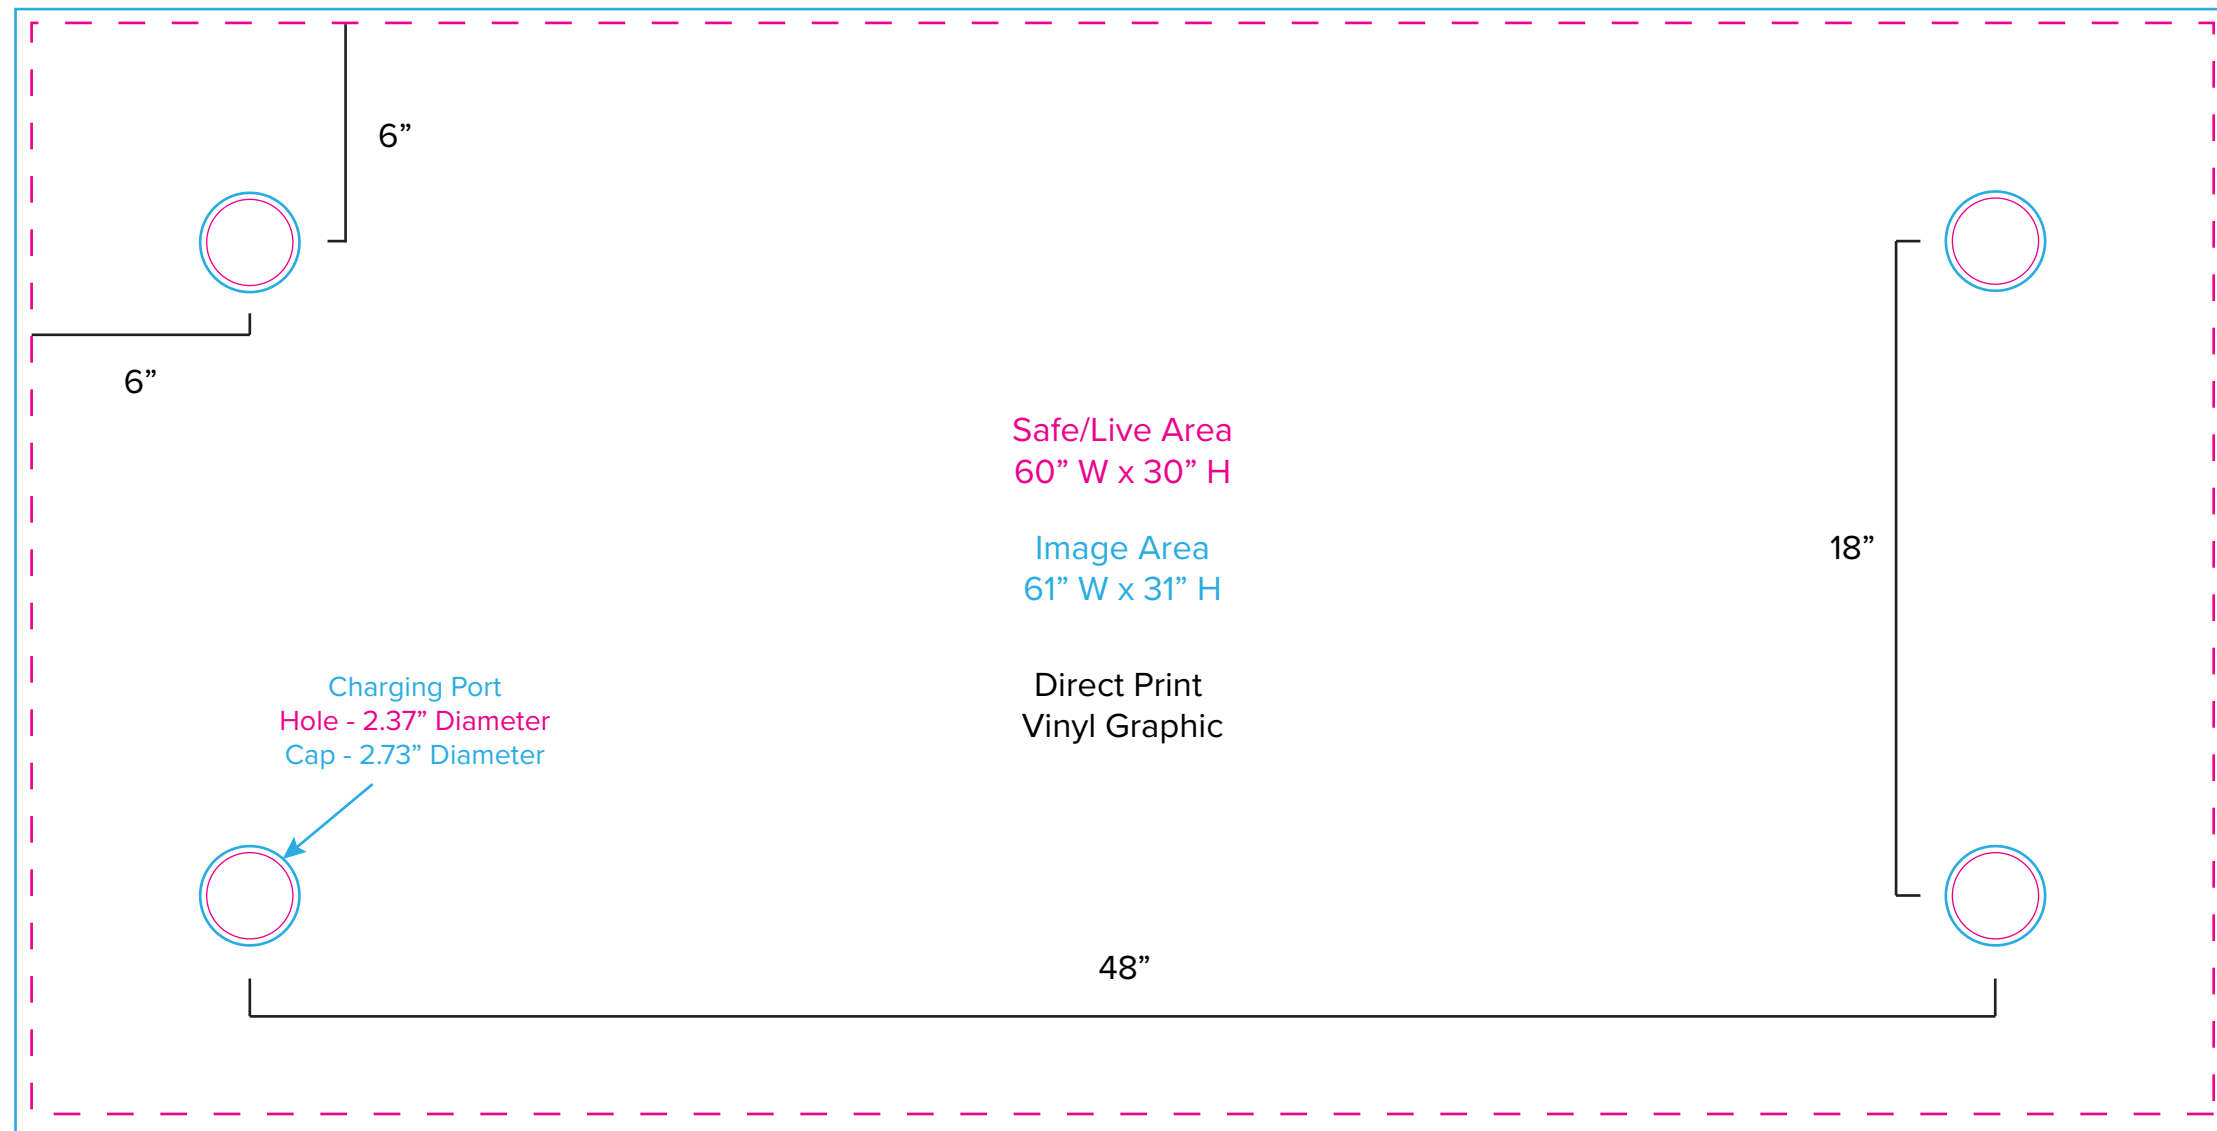 6”
6”
Safe/Live Area
60” W x 30” H
Image Area
61” W x 31” H
18”
Direct Print
Vinyl Graphic
Charging Port
Hole - 2.37” Diameter
Cap - 2.73” Diameter
48”